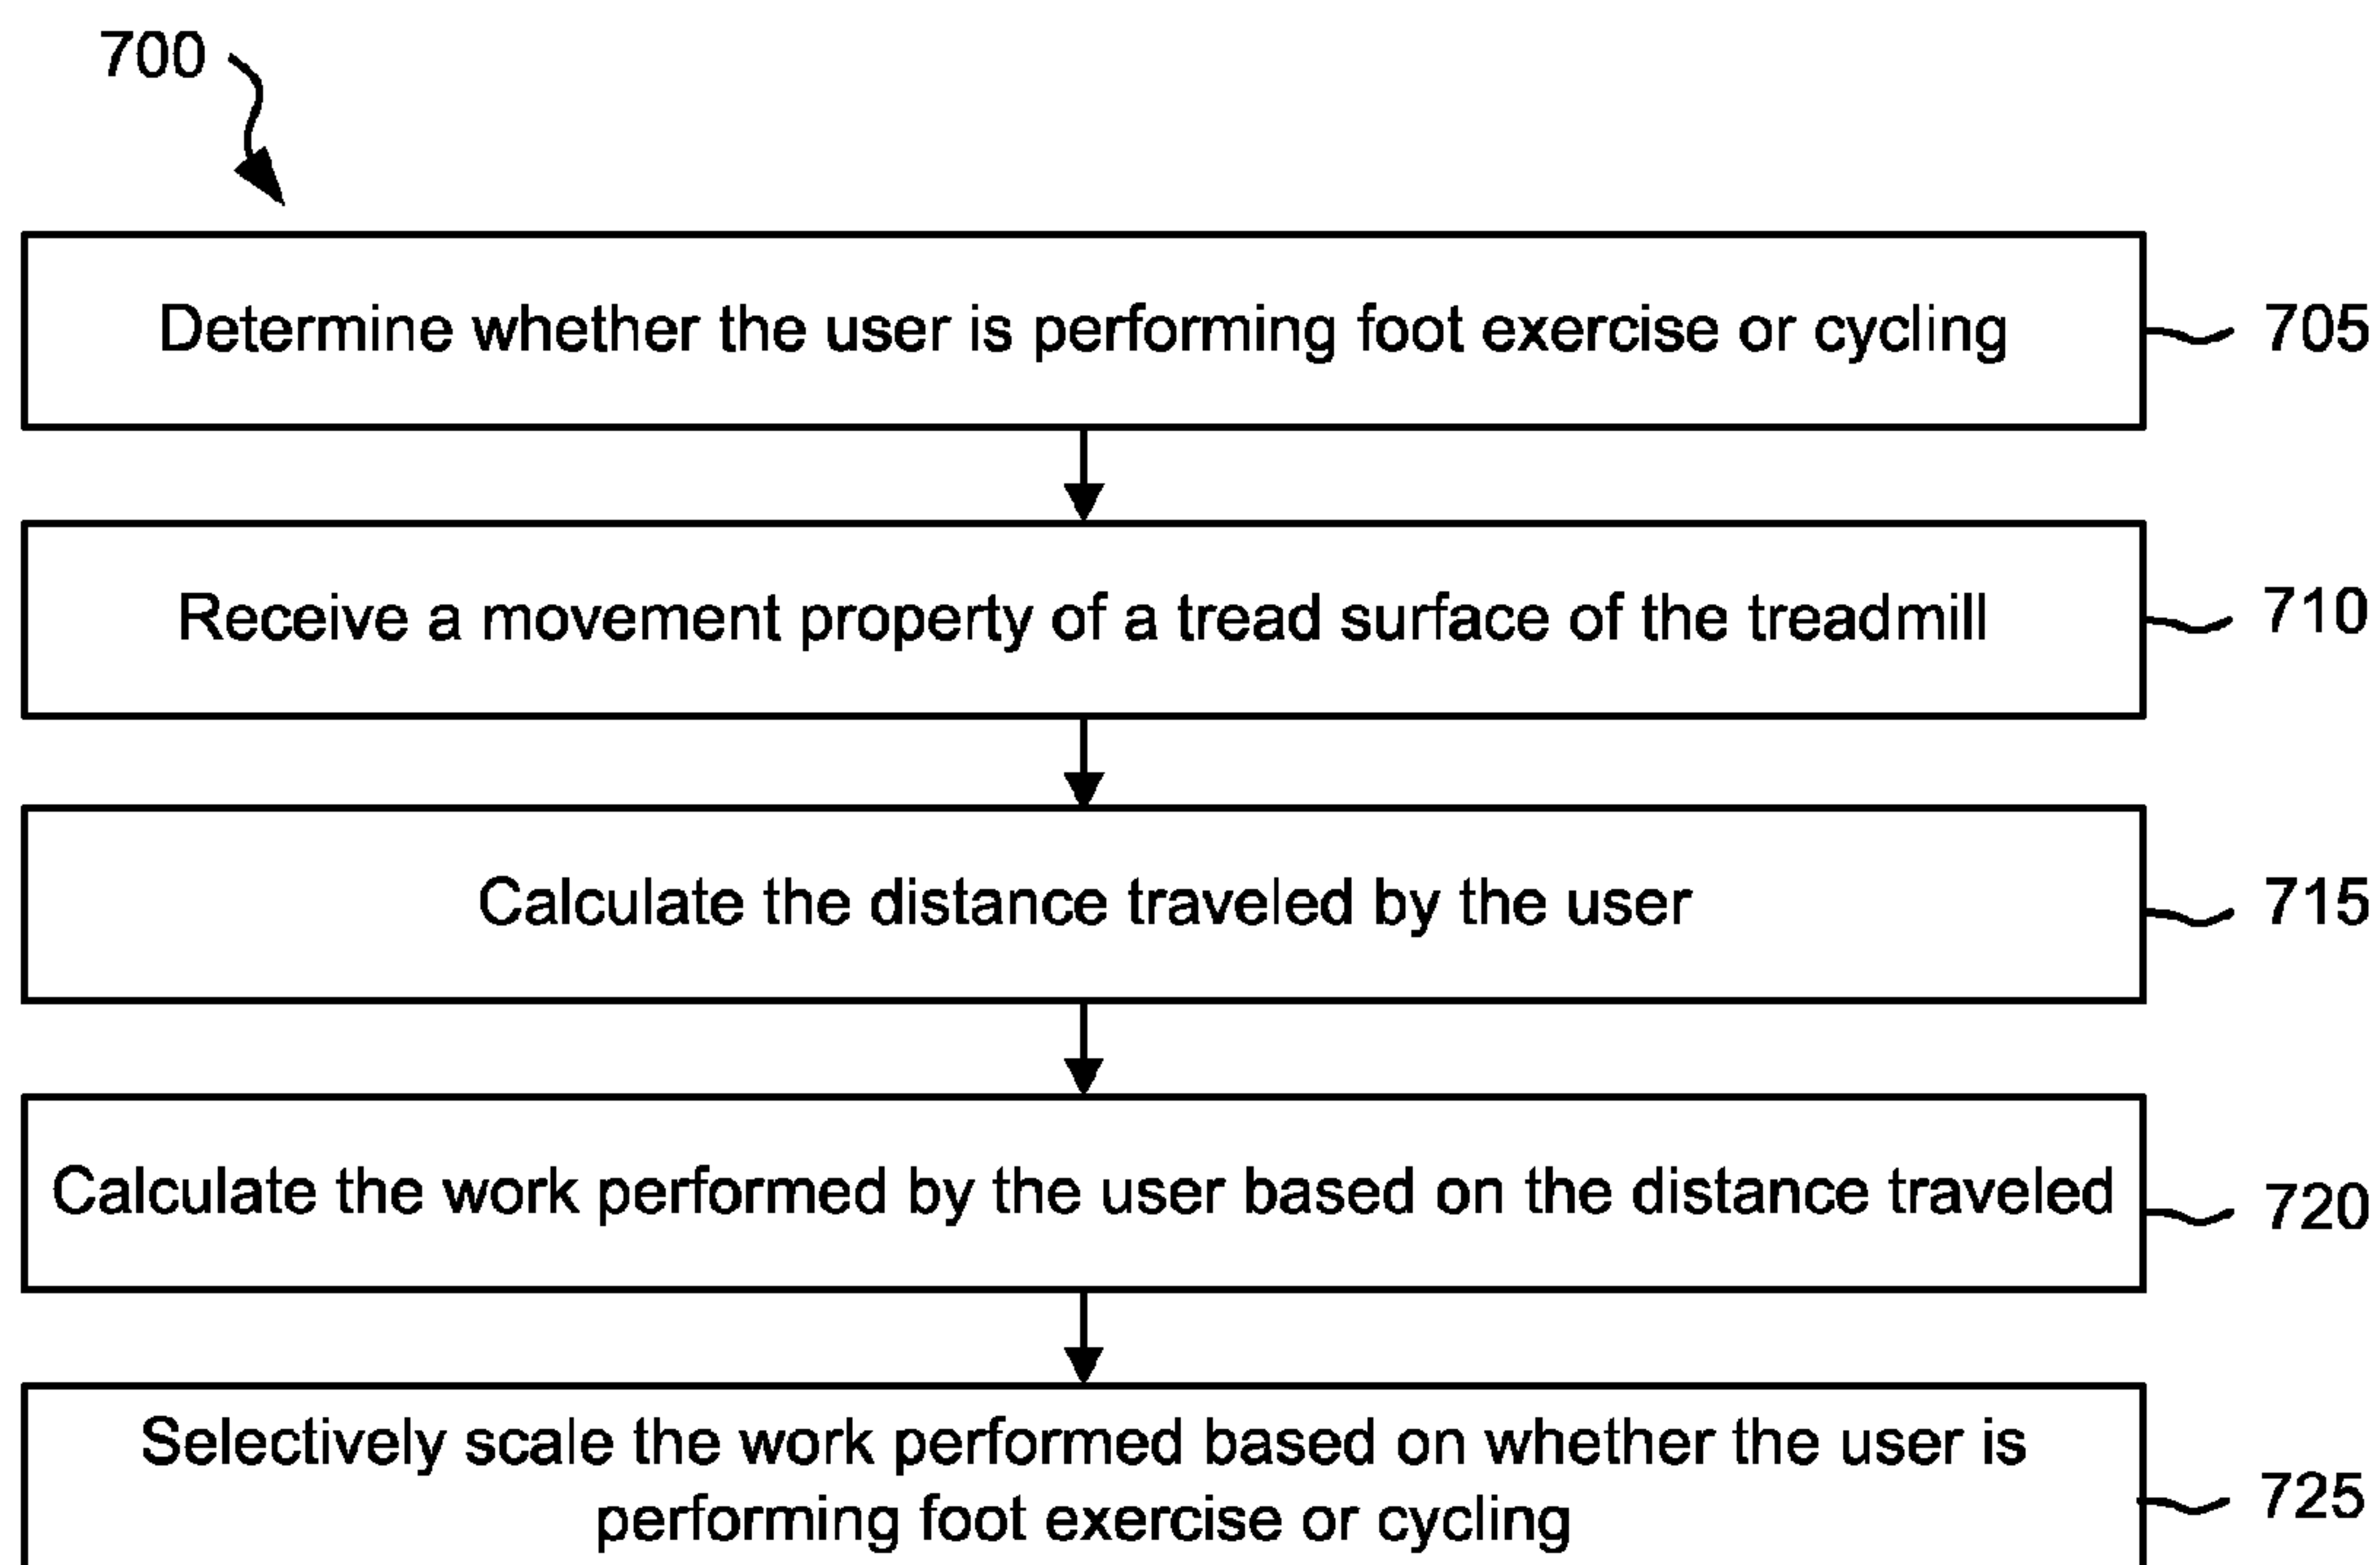 700
Determine whether the user is performing foot exercise or cycling
705
Receive a movement property of a tread surface of the treadmill
710
Calculate the distance traveled by the user
715
Calculate the work performed by the user based on the distance traveled
720
Selectively scale the work performed based on whether the user is
performing foot exercise or cycling
725